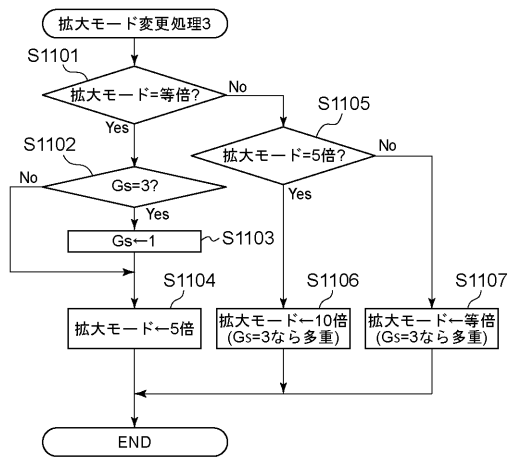 拡大モード変更処理3
S1101
拡大モード=等倍?
No
Yes
S1105
拡大モード=5倍?
No
Yes
S1102
Gs=3?
No
Yes
Gs←1
S1103
S1104
拡大モード←5倍
S1106
拡大モード←10倍
(Gs=3なら多重)
S1107
拡大モード←等倍
(Gs=3なら多重)
END